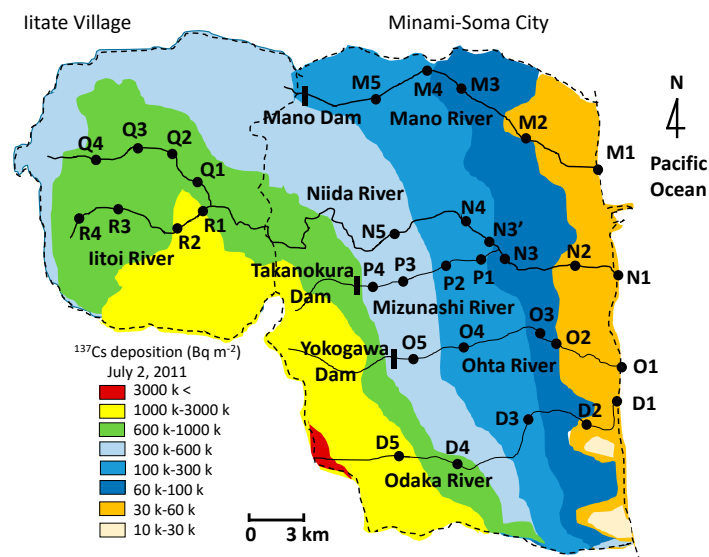 Iitate Village
Minami-Soma City
N
Pacific
Ocean
M5
M4
M3
M2
M1
Mano Dam
Mano River
Q4
Q3
Q2
Q1
R4
R3
R2
R1
Iitoi River
Niida River
N5
N4
N3'
N3
N2
N1
Takanokura
Dam
P4
P3
P2
P1
Mizunashi River
Yokogawa
Dam
O5
O4
O3
O2
O1
Ohta River
D5
D4
D3
D2
D1
Odaka River
137Cs deposition (Bq m-2)
July 2, 2011
3000 k <
1000 k-3000 k
600 k-1000 k
300 k-600 k
100 k-300 k
60 k-100 k
30 k-60 k
10 k-30 k
0
3 km